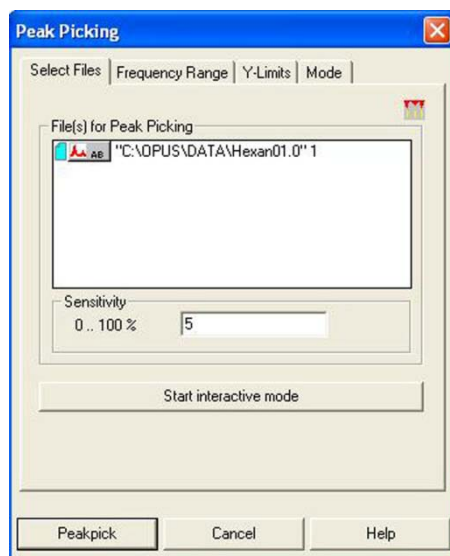 Peak Picking
Select Files Frequency Range Y-Limits Mode
File(s) for Peak Picking
AB "C:\OPUS\DATA\Hexan01.0" 1
Sensitivity
0 .. 100 % 5
Start interactive mode
Peakpick Cancel Help